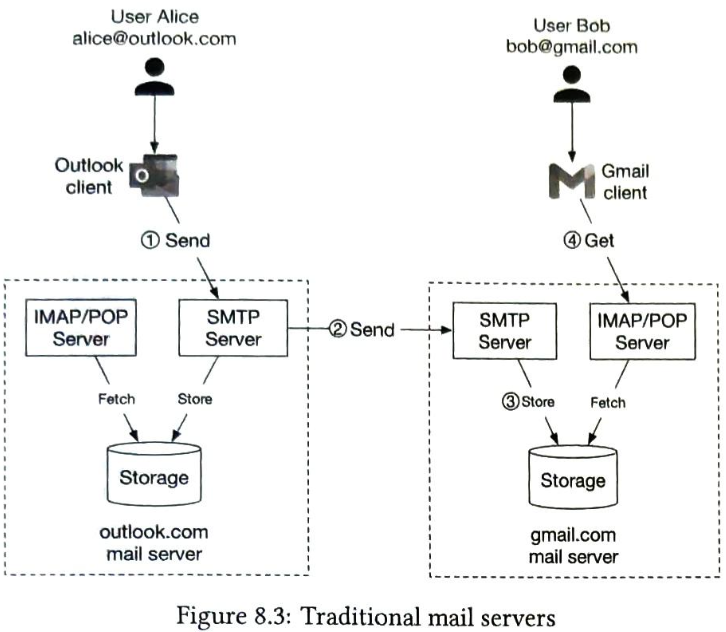 User Alice
alice@outlook.com
User Bob
bob@gmail.com
Outlook
client
Gmail
client
① Send
④ Get
IMAP/POP
Server
SMTP
Server
② Send
SMTP
Server
IMAP/POP
Server
Fetch
Store
③ Store
Fetch
Storage
Storage
outlook.com
mail server
gmail.com
mail server
Figure 8.3: Traditional mail servers